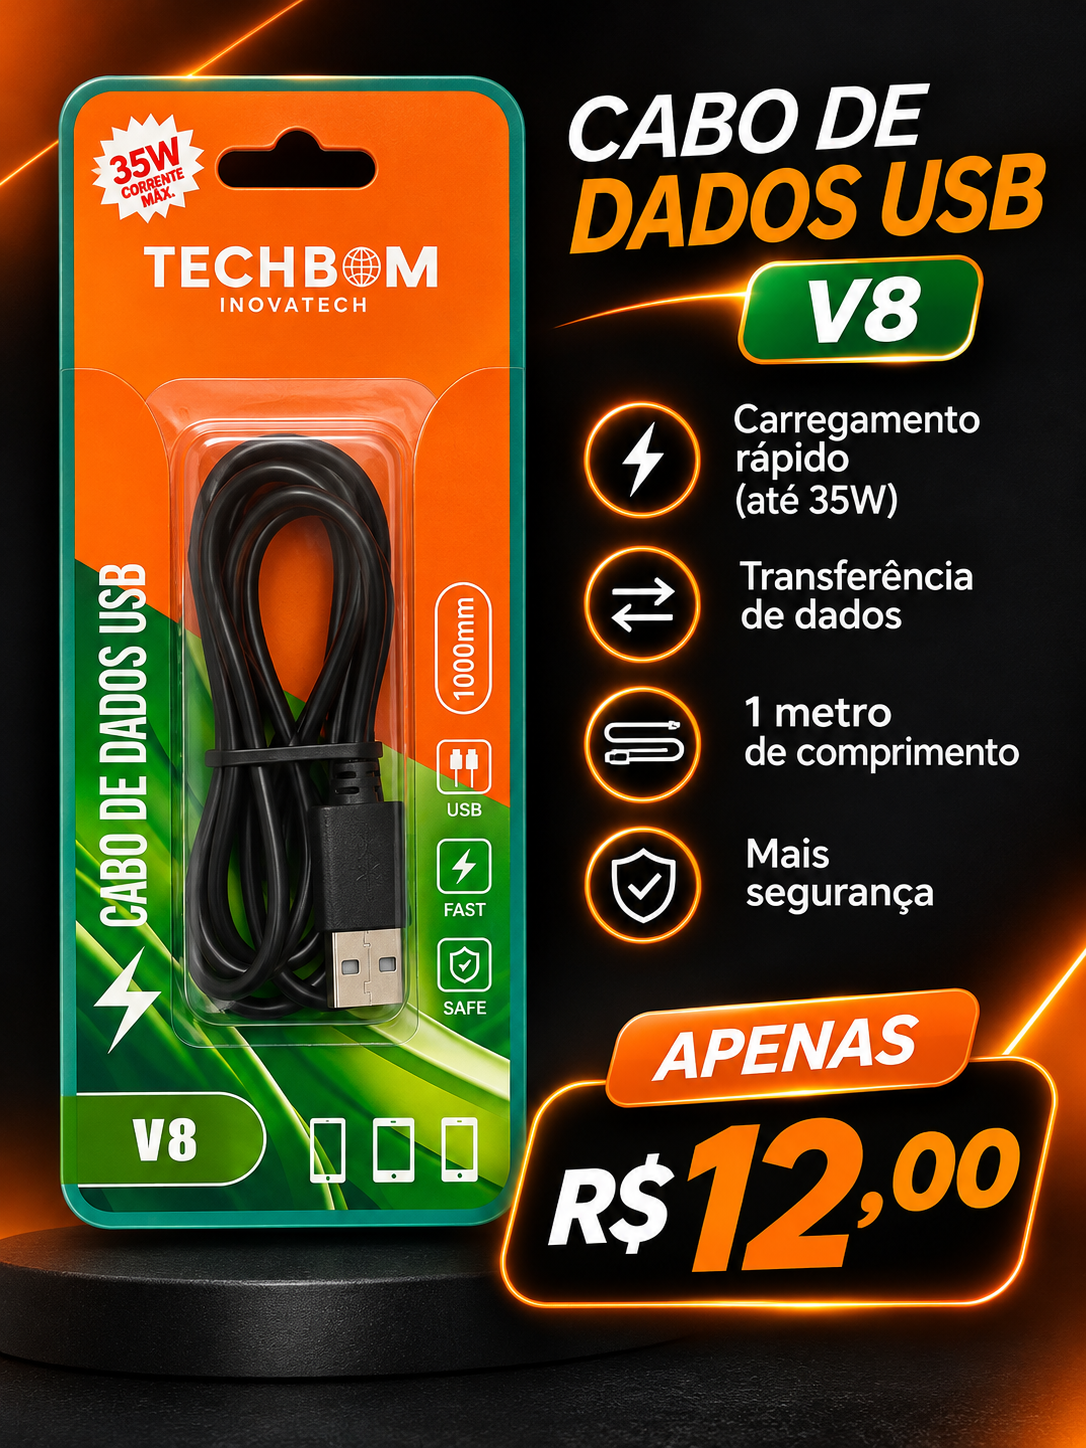 35W
CORRENTE
MÁX.
TECHBOM
INOVATECH
CABO DE DADOS USB
1000mm
USB
FAST
SAFE
V8
CABO DE
DADOS USB
V8
Carregamento
rápido
(até 35W)
Transferência
de dados
1 metro
de comprimento
Mais
segurança
APENAS
R$12,00